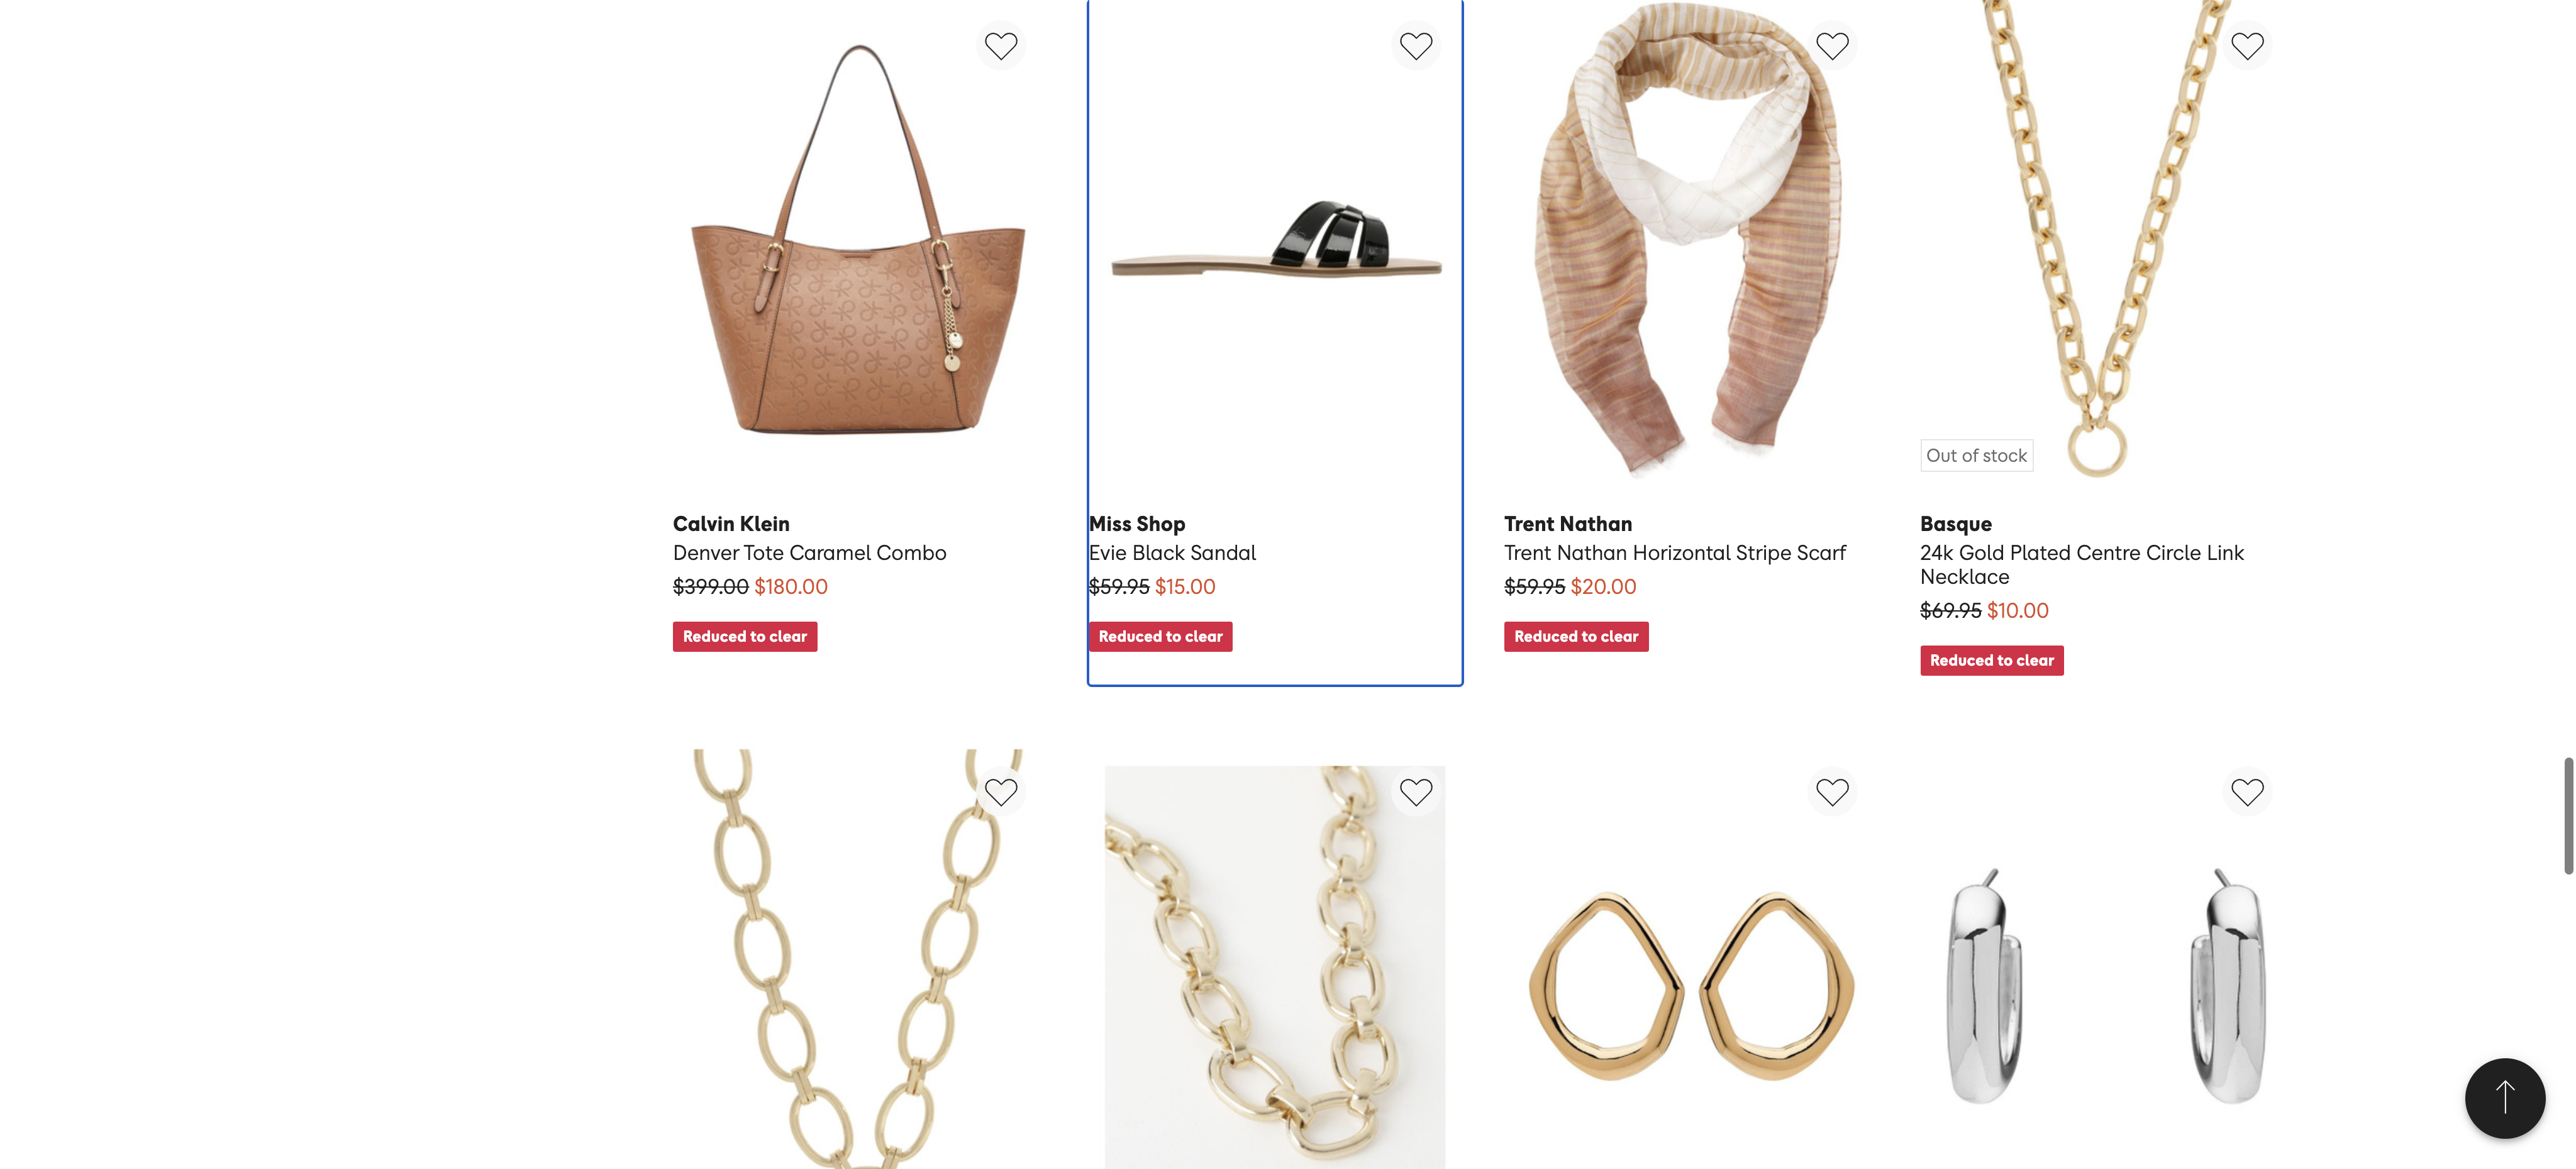 Calvin Klein
Denver Tote Caramel Combo
$399.00 $180.00
Reduced to clear
Miss Shop
Evie Black Sandal
$59.95 $15.00
Reduced to clear
Trent Nathan
Trent Nathan Horizontal Stripe Scarf
$59.95 $20.00
Reduced to clear
Out of stock
Basque
24k Gold Plated Centre Circle Link
Necklace
$69.95 $10.00
Reduced to clear